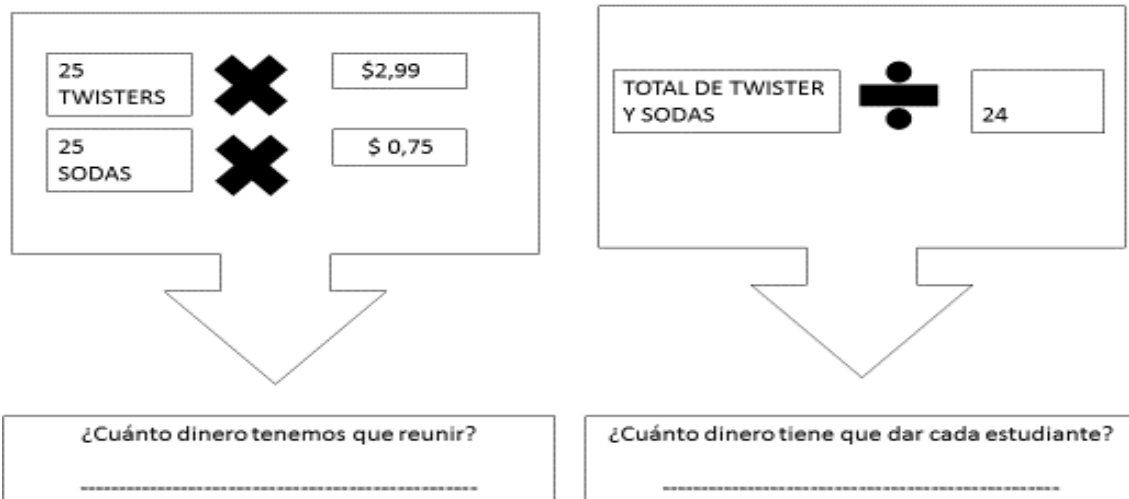 25
TWISTERS
$2,99
25
SODAS
$ 0,75
¿Cuánto dinero tenemos que reunir?
TOTAL DE TWISTER
Y SODAS
24
¿Cuánto dinero tiene que dar cada estudiante?